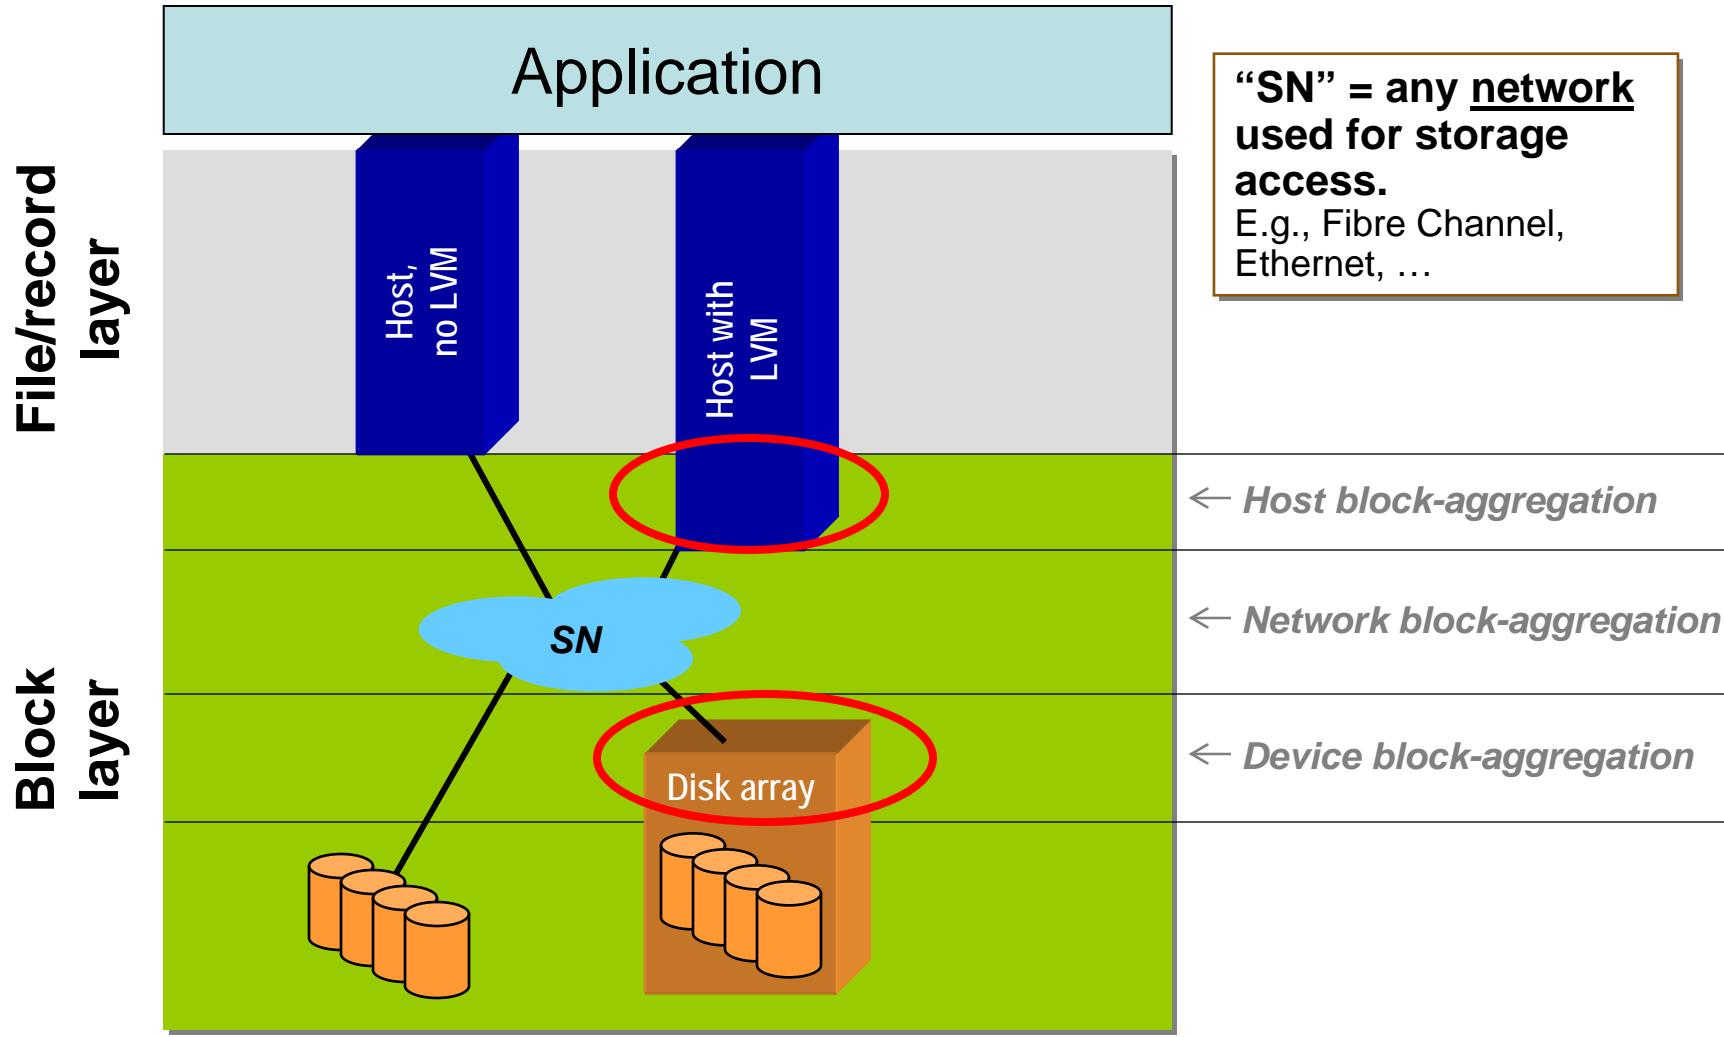 Application
“SN” = any network
used for storage
access.
E.g., Fibre Channel,
Ethernet, …
File/record
layer
Host,
no LVM
Host with
LVM
Host block-aggregation
Network block-aggregation
SN
Block
layer
Device block-aggregation
Disk array